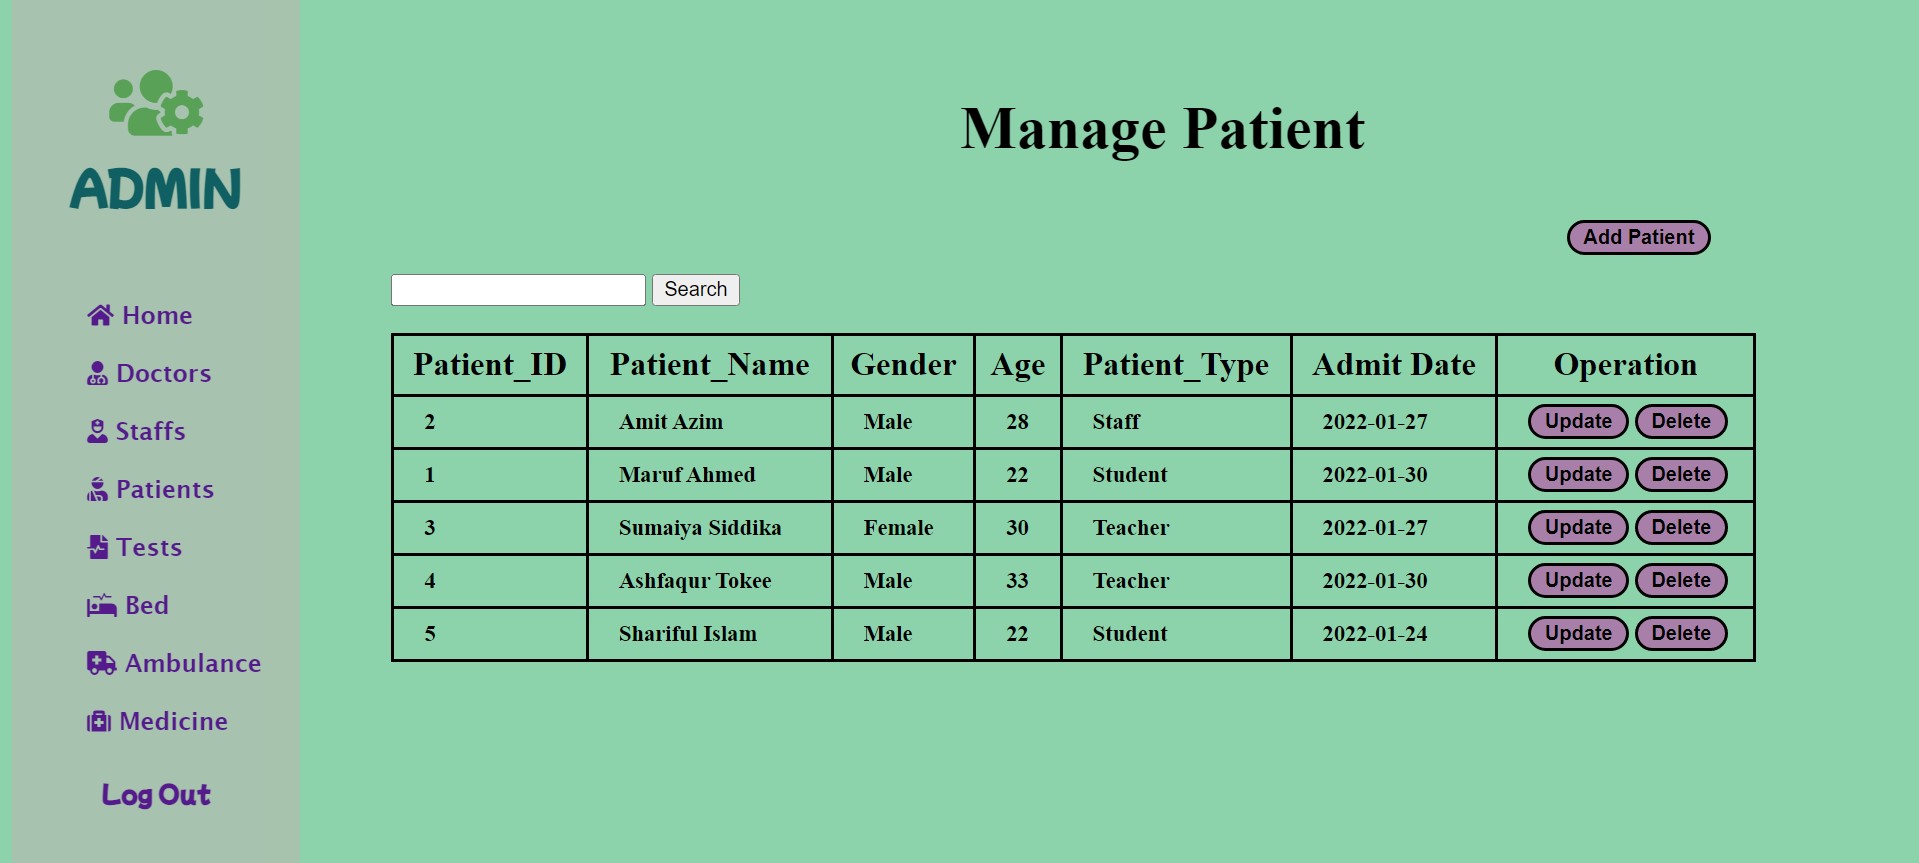 ADMIN
Home
Doctors
Staffs
Patients
Tests
Bed
Ambulance
Medicine
Log Out
Manage Patient
Add Patient
Search
Patient_ID Patient_Name Gender Age Patient_Type Admit Date Operation
2 Amit Azim Male 28 Staff 2022-01-27 Update Delete
1 Maruf Ahmed Male 22 Student 2022-01-30 Update Delete
3 Sumaiya Siddika Female 30 Teacher 2022-01-27 Update Delete
4 Ashfaqur Tokee Male 33 Teacher 2022-01-30 Update Delete
5 Shariful Islam Male 22 Student 2022-01-24 Update Delete